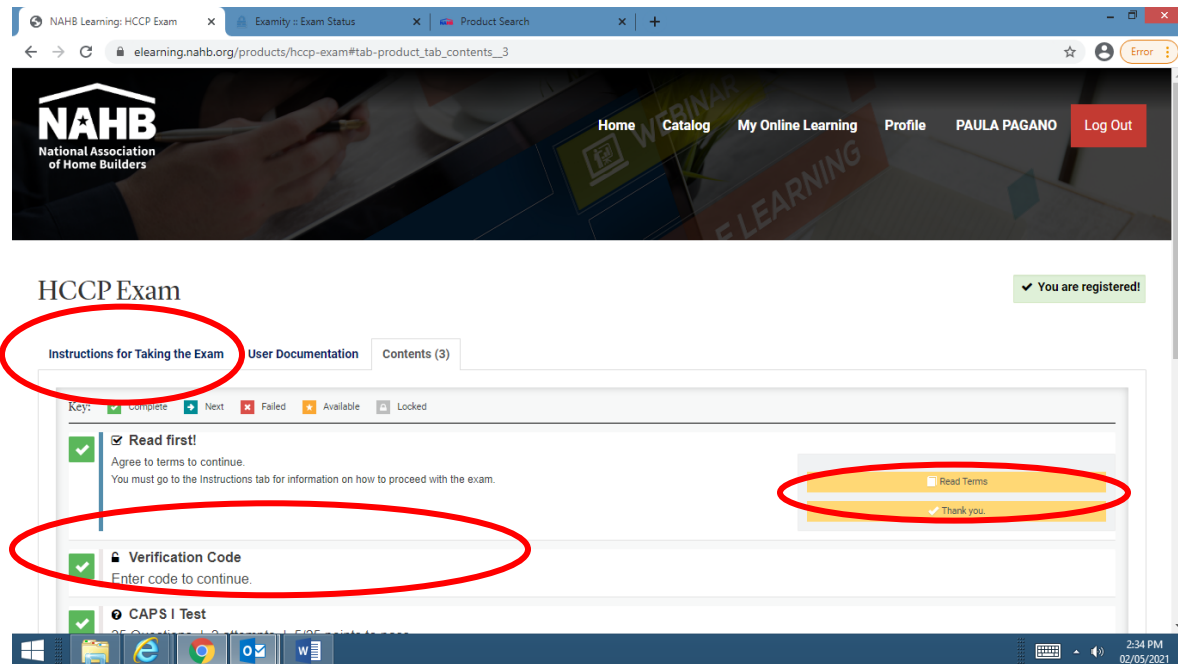 NAHB Learning: HCCP Exam
Examity :: Exam Status
Product Search
elearning.nahb.org/products/hccp-exam#tab-product_tab_contents__3
Error
NAHB
National Association
of Home Builders
Home
Catalog
My Online Learning
Profile
PAULA PAGANO
Log Out
WEBINAR
E LEARNING
HCCP Exam
You are registered!
Instructions for Taking the Exam
User Documentation
Contents (3)
Key:
Complete
Next
Failed
Available
Locked
Read first!
Agree to terms to continue.
You must go to the Instructions tab for information on how to proceed with the exam.
Read Terms
Thank you.
Verification Code
Enter code to continue.
CAPS I Test
2:34 PM
02/05/2021